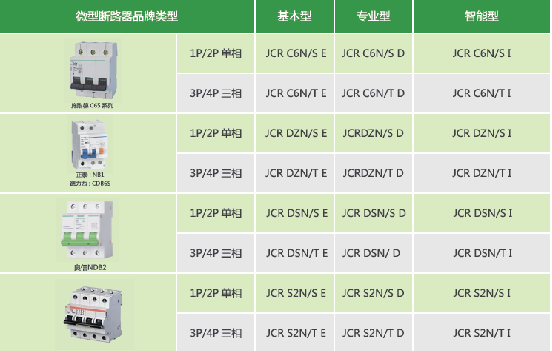 微型断路器品牌类型 基本型 专业型 智能型
1P/2P 单相 JCR C6N/S E JCR C6N/S D JCR C6N/S I
3P/4P 三相 JCR C6N/T E JCR C6N/T D JCR C6N/T I
施耐德 C65 系列
1P/2P 单相 JCR DZN/S E JCRDZN/S D JCR DZN/S I
3P/4P 三相 JCR DZN/T E JCRDZN/T D JCR DZN/T I
正泰：NB1
德力西：CDB6S
1P/2P 单相 JCR DSN/S E JCR DSN/S D JCR DSN/S I
3P/4P 三相 JCR DSN/T E JCR DSN/ D JCR DSN/T I
良信NDB2
1P/2P 单相 JCR S2N/S E JCR S2N/S D JCR S2N/S I
3P/4P 三相 JCR S2N/T E JCR S2N/T D JCR S2N/T I